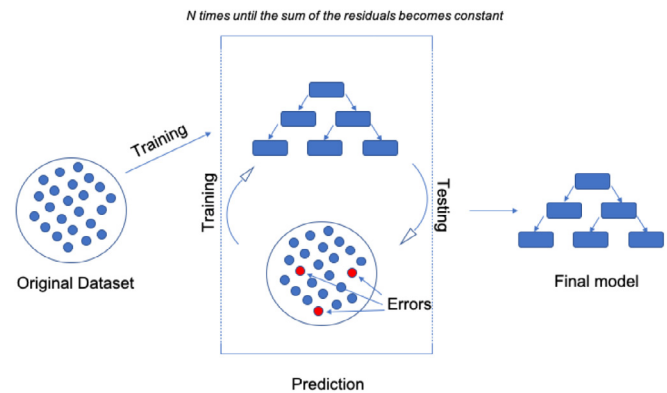 N times until the sum of the residuals becomes constant
Training
Training
Testing
Original Dataset
Errors
Final model
Prediction